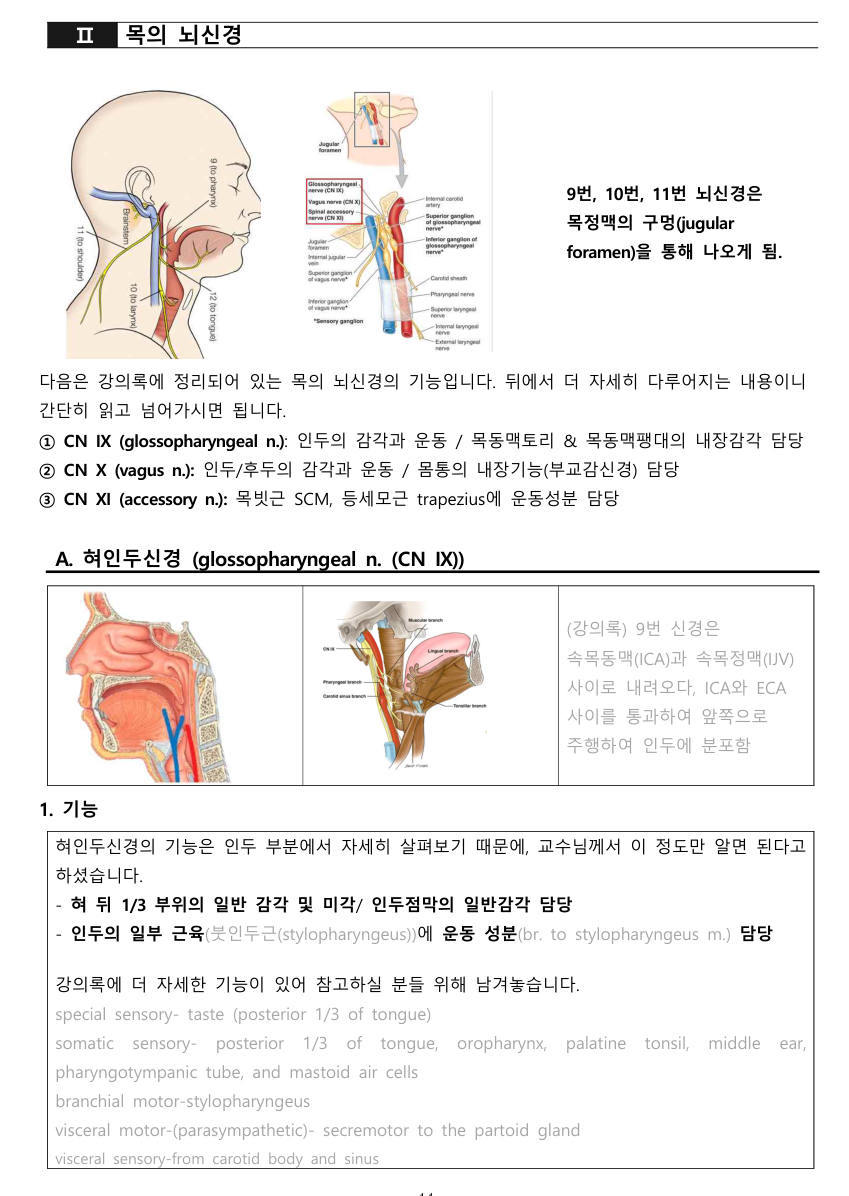 Ⅱ 목의 뇌신경
9 (to pharynx)
Brainstem
11 (to shoulder)
10 (to larynx)
12 (to tongue)
Jugular
foramen
Glossopharyngeal
nerve (CN IX)
Vagus nerve (CN X)
Spinal accessory
nerve (CN XI)
Jugular
foramen
Internal jugular
vein
Superior ganglion
of vagus nerve*
Inferior ganglion
of vagus nerve*
*Sensory ganglion
Internal carotid
artery
Superior ganglion
of glossopharyngeal
nerve*
Inferior ganglion of
glossopharyngeal
nerve*
Carotid sheath
Pharyngeal nerve
Superior laryngeal
nerve
Internal laryngeal
nerve
External laryngeal
nerve
9번, 10번, 11번 뇌신경은
목정맥의 구멍(jugular
foramen)을 통해 나오게 됨.
다음은 강의록에 정리되어 있는 목의 뇌신경의 기능입니다. 뒤에서 더 자세히 다루어지는 내용이니
간단히 읽고 넘어가시면 됩니다.
① CN IX (glossopharyngeal n.): 인두의 감각과 운동 / 목동맥토리 & 목동맥팽대의 내장감각 담당
② CN X (vagus n.): 인두/후두의 감각과 운동 / 몸통의 내장기능(부교감신경) 담당
③ CN XI (accessory n.): 목빗근 SCM, 등세모근 trapezius에 운동성분 담당
A. 혀인두신경 (glossopharyngeal n. (CN IX))
Muscular branch
CN IX
Lingual branch
Pharyngeal branch
Carotid sinus branch
Tonsillar branch
(강의록) 9번 신경은
속목동맥(ICA)과 속목정맥(IJV)
사이로 내려오다, ICA와 ECA
사이를 통과하여 앞쪽으로
주행하여 인두에 분포함
1. 기능
혀인두신경의 기능은 인두 부분에서 자세히 살펴보기 때문에, 교수님께서 이 정도만 알면 된다고
하셨습니다.
- 혀 뒤 1/3 부위의 일반 감각 및 미각/ 인두점막의 일반감각 담당
- 인두의 일부 근육(붓인두근(stylopharyngeus))에 운동 성분(br. to stylopharyngeus m.) 담당
강의록에 더 자세한 기능이 있어 참고하실 분들 위해 남겨놓습니다.
special sensory- taste (posterior 1/3 of tongue)
somatic sensory- posterior 1/3 of tongue, oropharynx, palatine tonsil, middle ear,
pharyngotympanic tube, and mastoid air cells
branchial motor-stylopharyngeus
visceral motor-(parasympathetic)- secremotor to the partoid gland
visceral sensory-from carotid body and sinus